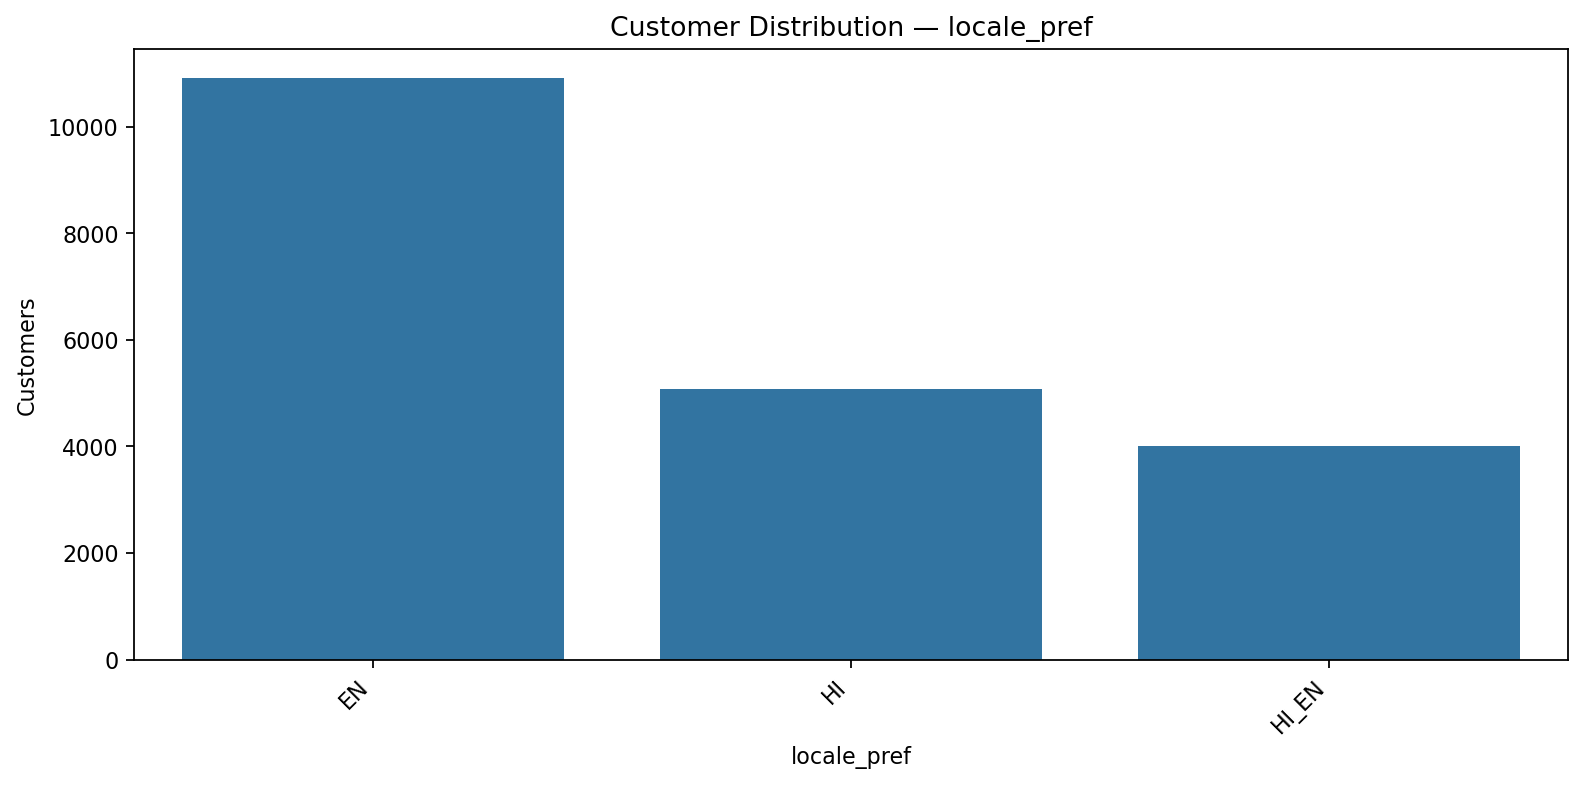 Customer Distribution — locale_pref
Customers
10000
8000
6000
4000
2000
0
EN
HI
HI_EN
locale_pref